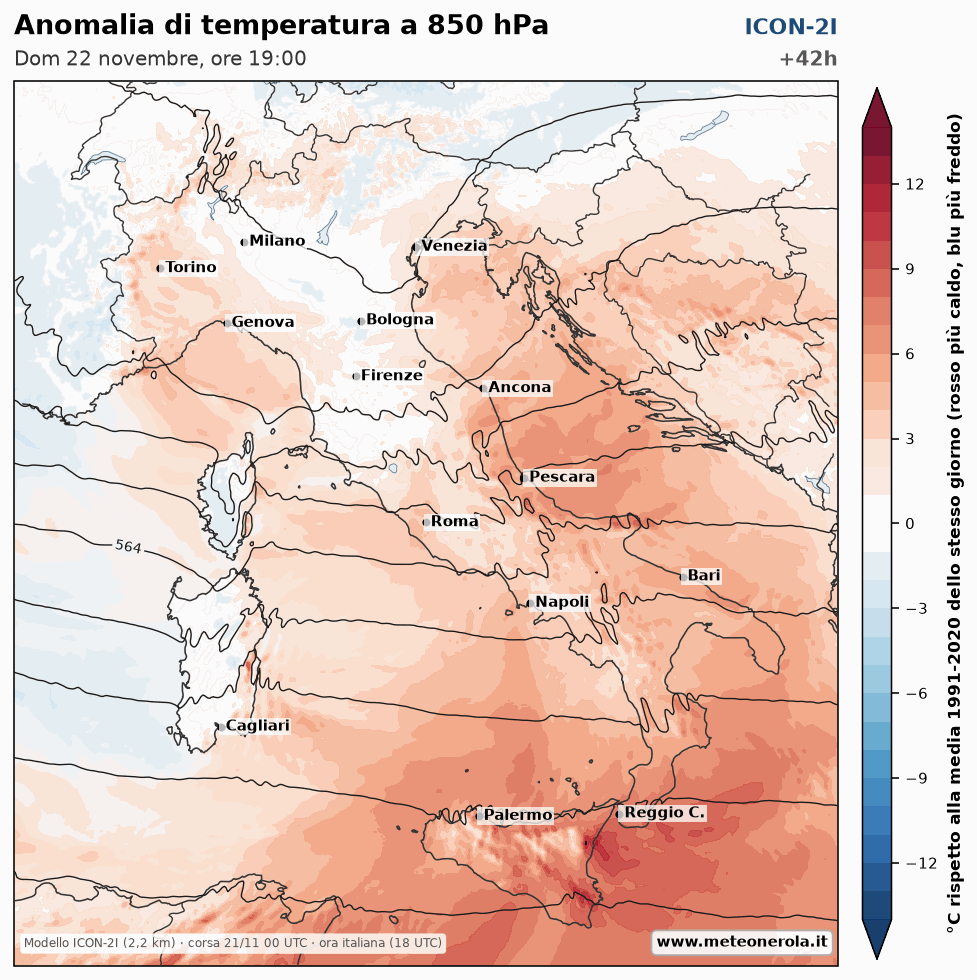 Anomalia di temperatura a 850 hPa
ICON-2I
Dom 22 novembre, ore 19:00
+42h
Milano
Venezia
Torino
Genova
Bologna
Firenze
Ancona
Pescara
Roma
564
Bari
Napoli
Cagliari
Palermo
Reggio C.
Modello ICON-2I (2,2 km) · corsa 21/11 00 UTC · ora italiana (18 UTC)
www.meteonerola.it
12
9
6
3
0
−3
−6
−9
−12
°C rispetto alla media 1991-2020 dello stesso giorno (rosso più caldo, blu più freddo)